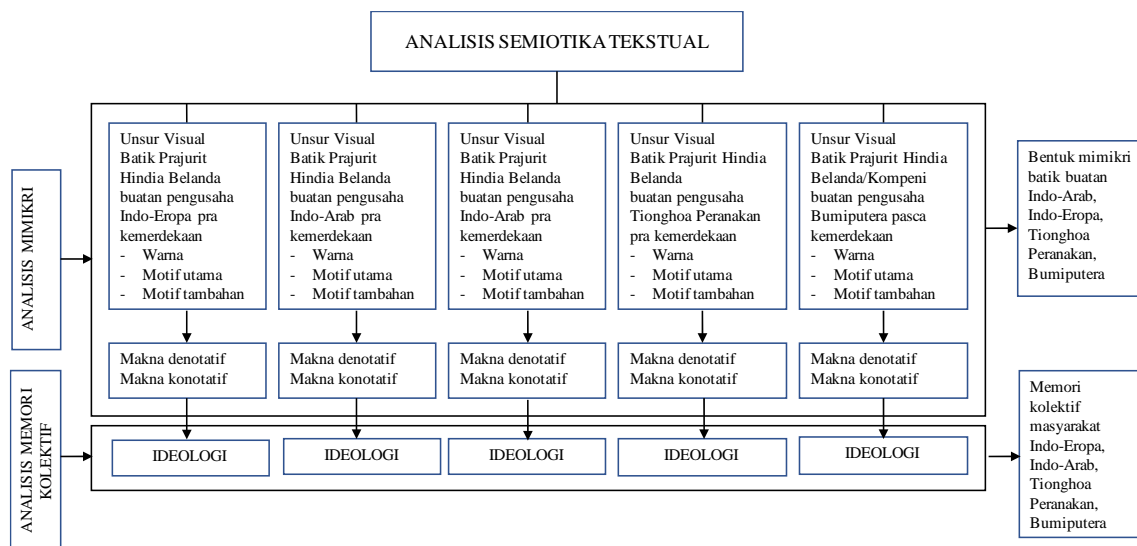 ANALISIS SEMIOTIKA TEKSTUAL
ANALISIS MIMIKRI
Unsur Visual
Batik Prajurit
Hindia Belanda
buatan pengusaha
Indo-Eropa pra
kemerdekaan
- Warna
- Motif utama
- Motif tambahan
Unsur Visual
Batik Prajurit
Hindia Belanda
buatan pengusaha
Indo-Arab pra
kemerdekaan
- Warna
- Motif utama
- Motif tambahan
Unsur Visual
Batik Prajurit
Hindia Belanda
buatan pengusaha
Indo-Arab pra
kemerdekaan
- Warna
- Motif utama
- Motif tambahan
Unsur Visual
Batik Prajurit Hindia
Belanda
buatan pengusaha
Tionghoa Peranakan
pra kemerdekaan
- Warna
- Motif utama
- Motif tambahan
Unsur Visual
Batik Prajurit Hindia
Belanda/Kompeni
buatan pengusaha
Bumiputera pasca
kemerdekaan
- Warna
- Motif utama
- Motif tambahan
Bentuk mimikri
batik buatan
Indo-Arab,
Indo-Eropa,
Tionghoa
Peranakan,
Bumiputera
Makna denotatif
Makna konotatif
Makna denotatif
Makna konotatif
Makna denotatif
Makna konotatif
Makna denotatif
Makna konotatif
Makna denotatif
Makna konotatif
ANALISIS MEMORI
KOLEKTIF
IDEOLOGI
IDEOLOGI
IDEOLOGI
IDEOLOGI
IDEOLOGI
Memori
kolektif
masyarakat
Indo-Eropa,
Indo-Arab,
Tionghoa
Peranakan,
Bumiputera